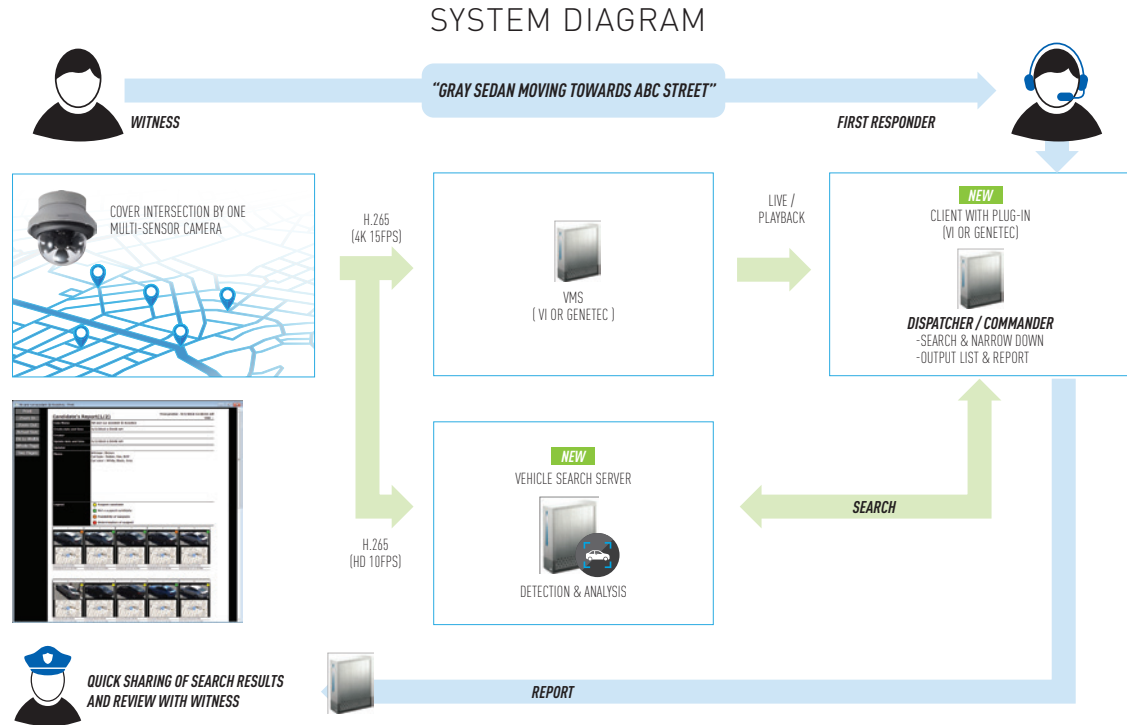 SYSTEM DIAGRAM
"GRAY SEDAN MOVING TOWARDS ABC STREET"
WITNESS
FIRST RESPONDER
COVER INTERSECTION BY ONE
MULTI-SENSOR CAMERA
H.265
(4K 15FPS)
VMS
( VI OR GENETEC )
LIVE /
PLAYBACK
NEW
CLIENT WITH PLUG-IN
(VI OR GENETEC)
DISPATCHER / COMMANDER
-SEARCH & NARROW DOWN
-OUTPUT LIST & REPORT
Candidate's Report(1/2)
NEW
VEHICLE SEARCH SERVER
DETECTION & ANALYSIS
SEARCH
H.265
(HD 10FPS)
QUICK SHARING OF SEARCH RESULTS
AND REVIEW WITH WITNESS
REPORT